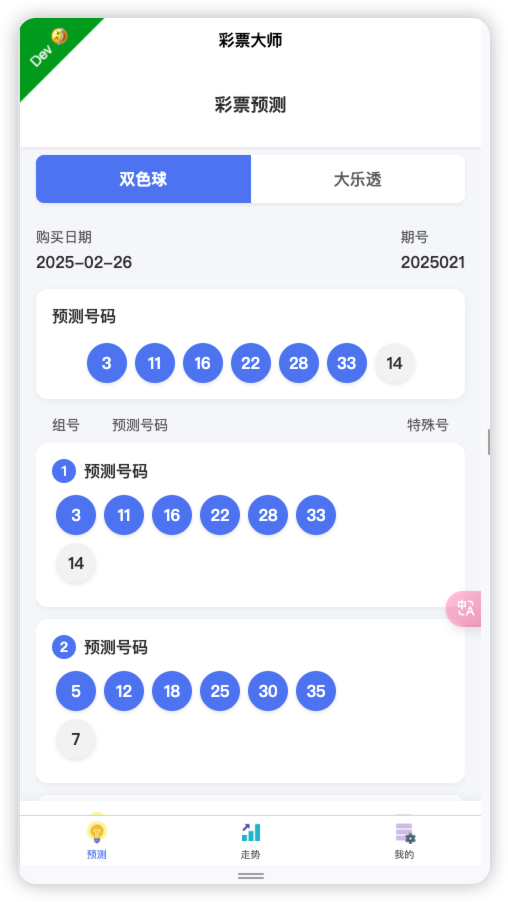 Dev
彩票大师
彩票预测
双色球 大乐透
购买日期 期号
2025-02-26 2025021
预测号码
3 11 16 22 28 33 14
组号 预测号码 特殊号
1 预测号码
3 11 16 22 28 33
14
2 预测号码
5 12 18 25 30 35
7
中A
预测 走势 我的